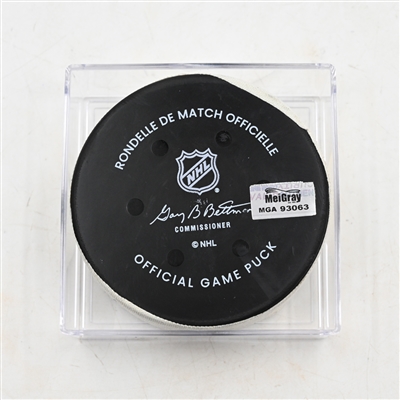 RONDELLE DE MATCH OFFICIELLE
NHL
Gary B Bettman
COMMISSIONER
© NHL
OFFICIAL GAME PUCK
MeiGray
MGA 93063